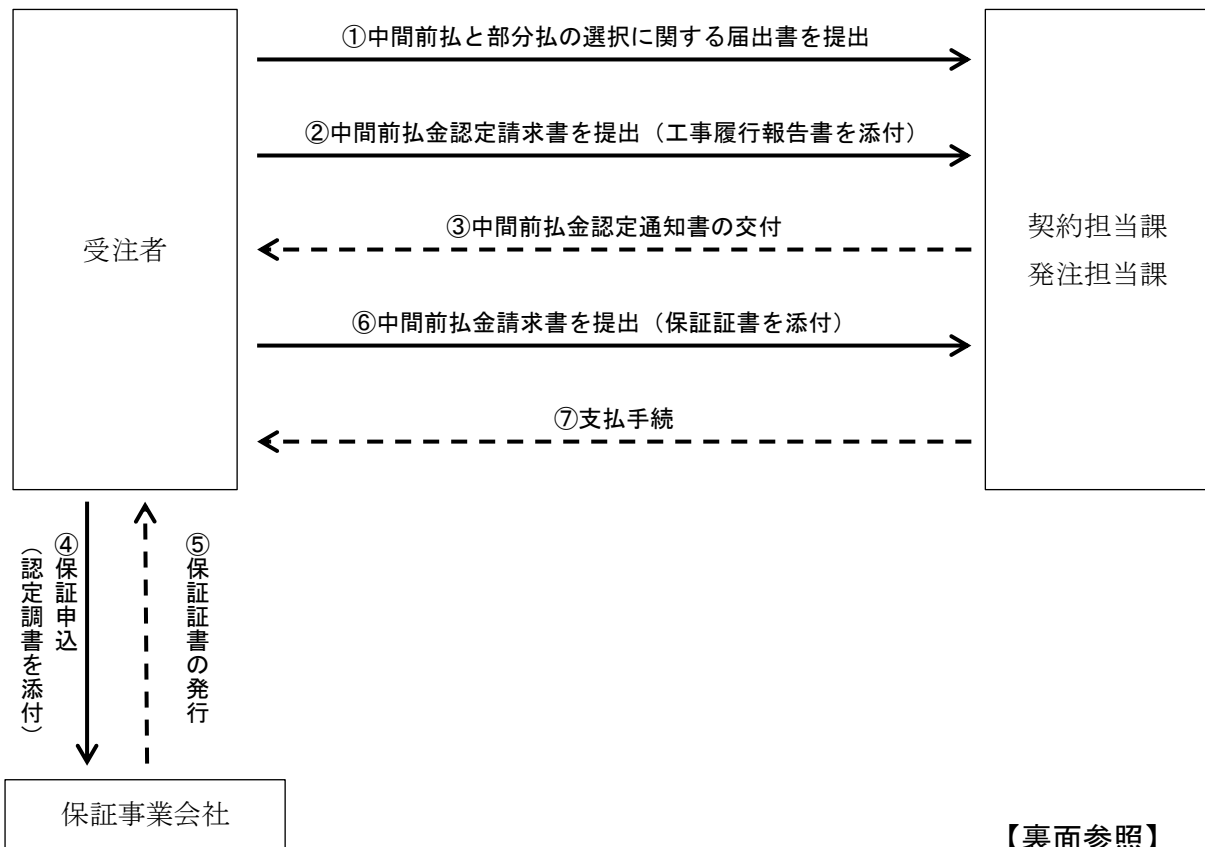 ①中間前払と部分払の選択に関する届出書を提出
②中間前払金認定請求書を提出（工事履行報告書を添付）
③中間前払金認定通知書の交付
受注者
契約担当課
発注担当課
⑥中間前払金請求書を提出（保証証書を添付）
⑦支払手続
④保証申込
（認定調書を添付）
⑤保証証書の発行
保証事業会社
【裏面参照】